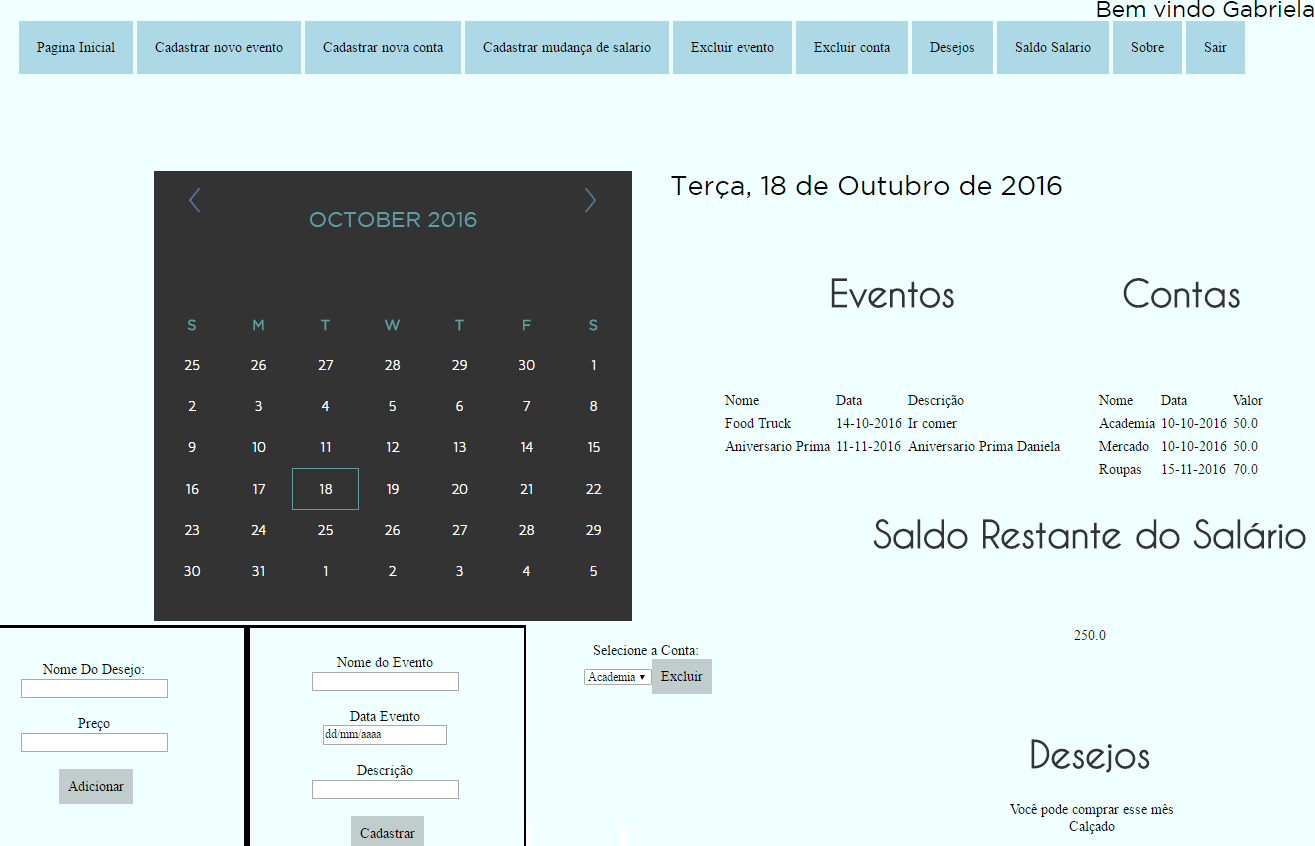 Bem vindo Gabriela
Pagina Inicial Cadastrar novo evento Cadastrar nova conta Cadastrar mudança de salario Excluir evento Excluir conta Desejos Saldo Salario Sobre Sair
OCTOBER 2016
S M T W T F S
25 26 27 28 29 30 1
2 3 4 5 6 7 8
9 10 11 12 13 14 15
16 17 18 19 20 21 22
23 24 25 26 27 28 29
30 31 1 2 3 4 5
Terça, 18 de Outubro de 2016
Eventos
Nome Data Descrição
Food Truck 14-10-2016 Ir comer
Aniversario Prima 11-11-2016 Aniversario Prima Daniela
Contas
Nome Data Valor
Academia 10-10-2016 50.0
Mercado 10-10-2016 50.0
Roupas 15-11-2016 70.0
Saldo Restante do Salário
250.0
Desejos
Você pode comprar esse mês
Calçado
Nome Do Desejo:
Preço
Adicionar
Nome do Evento
Data Evento
dd/mm/aaaa
Descrição
Cadastrar
Selecione a Conta:
Academia Excluir